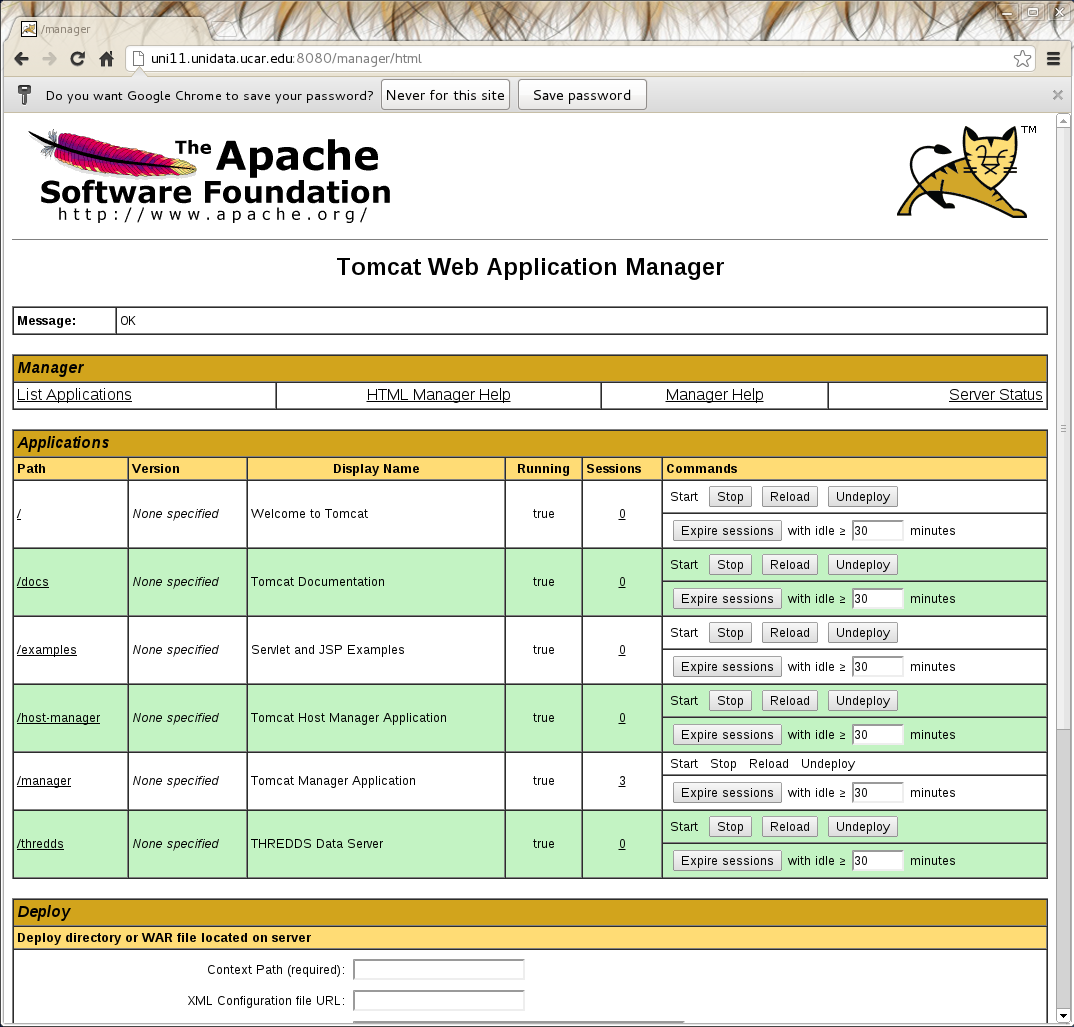 /manager
uni11.unidata.ucar.edu:8080/manager/html
Do you want Google Chrome to save your password? Never for this site Save password
The Apache
Software Foundation
http://www.apache.org/
TM
Tomcat Web Application Manager
Message: OK
Manager
List Applications HTML Manager Help Manager Help Server Status
Applications
Path Version Display Name Running Sessions Commands
/ None specified Welcome to Tomcat true 0 Start Stop Reload Undeploy
Expire sessions with idle ≥ 30 minutes
/docs None specified Tomcat Documentation true 0 Start Stop Reload Undeploy
Expire sessions with idle ≥ 30 minutes
/examples None specified Servlet and JSP Examples true 0 Start Stop Reload Undeploy
Expire sessions with idle ≥ 30 minutes
/host-manager None specified Tomcat Host Manager Application true 0 Start Stop Reload Undeploy
Expire sessions with idle ≥ 30 minutes
/manager None specified Tomcat Manager Application true 3 Start Stop Reload Undeploy
Expire sessions with idle ≥ 30 minutes
/thredds None specified THREDDS Data Server true 0 Start Stop Reload Undeploy
Expire sessions with idle ≥ 30 minutes
Deploy
Deploy directory or WAR file located on server
Context Path (required):
XML Configuration file URL: